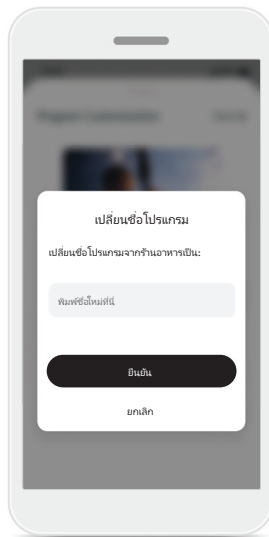 เปลี่ยนชื่อโปรแกรม
เปลี่ยนชื่อโปรแกรมจากร้านอาหารเป็น:
พิมพ์ชื่อใหม่ที่นี่
ยืนยัน
ยกเลิก